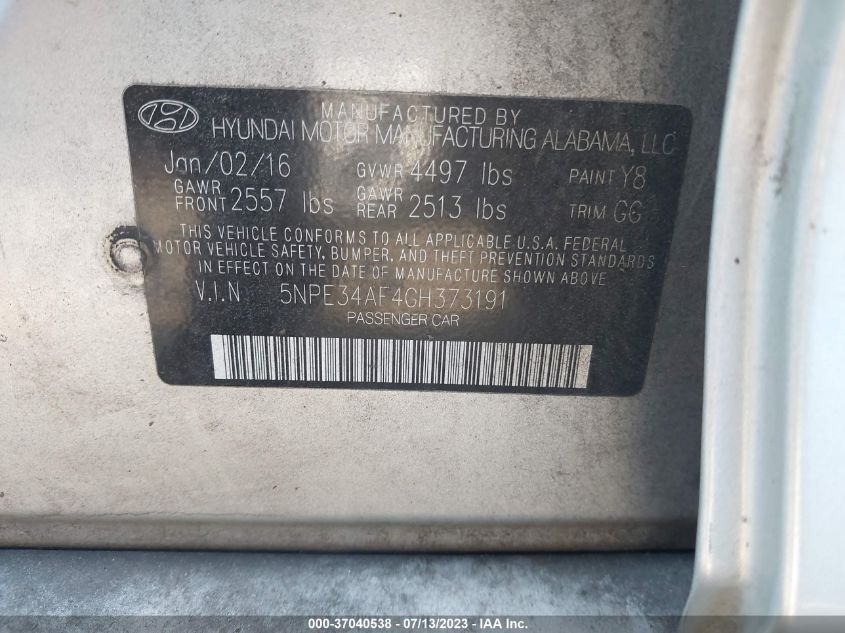 MANUFACTURED BY
HYUNDAI MOTOR MANUFACTURING ALABAMA, LLC
Jan/02/16 GVWR 4497 lbs PAINT Y8
GAWR FRONT 2557 lbs GAWR REAR 2513 lbs TRIM GG
THIS VEHICLE CONFORMS TO ALL APPLICABLE U.S.A. FEDERAL
MOTOR VEHICLE SAFETY, BUMPER, AND THEFT PREVENTION STANDARDS
IN EFFECT ON THE DATE OF MANUFACTURE SHOWN ABOVE
V.I.N 5NPE34AF4GH373191
PASSENGER CAR
000-37040538 - 07/13/2023 - IAA Inc.